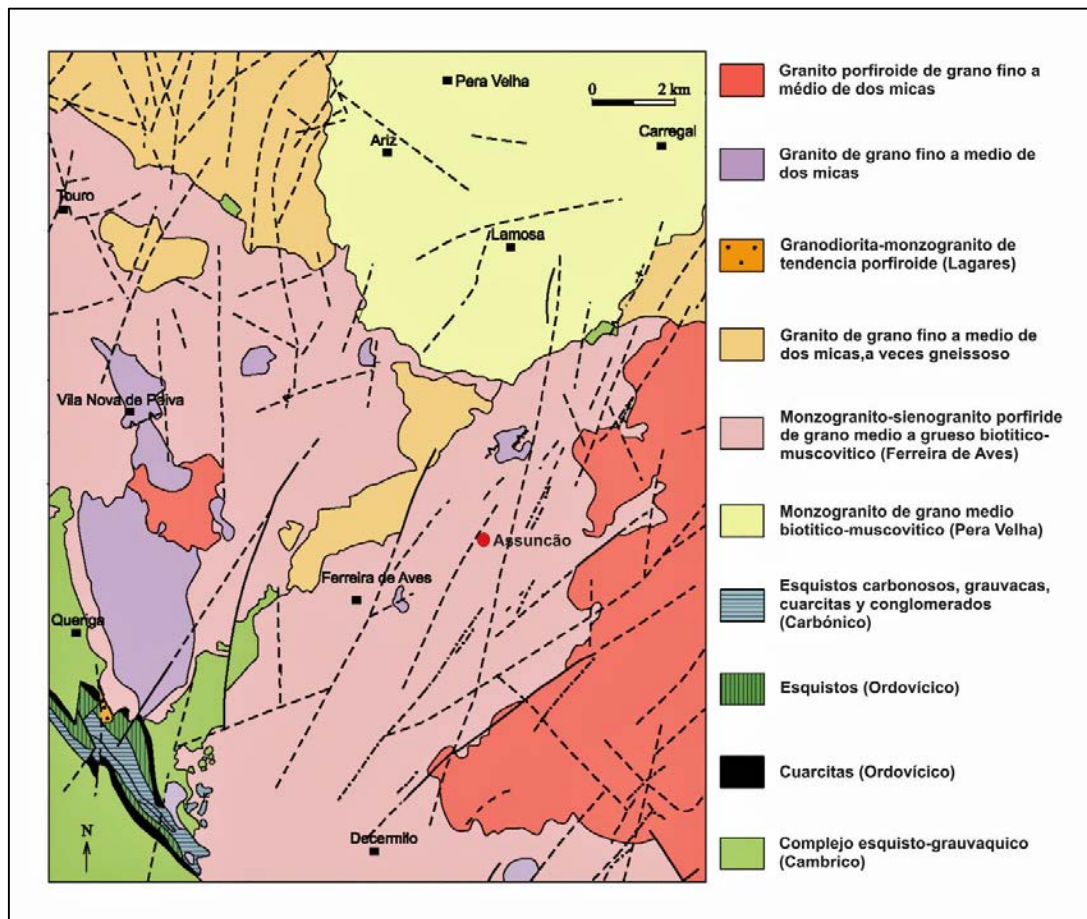 Pera Velha
0 2 km
Ariz
Carregal
Touro
Lamosa
Vila Nova de Paiva
Assuncão
Ferreira de Aves
Queriga
N
Decermilo
Granito porfiroide de grano fino a
médio de dos micas
Granito de grano fino a medio de
dos micas
Granodiorita-monzogranito de
tendencia porfiroide (Lagares)
Granito de grano fino a medio de
dos micas,a veces gneissoso
Monzogranito-sienogranito porfiride
de grano medio a grueso biotitico-
muscovitico (Ferreira de Aves)
Monzogranito de grano medio
biotitico-muscovitico (Pera Velha)
Esquistos carbonosos, grauvacas,
cuarcitas y conglomerados
(Carbónico)
Esquistos (Ordovícico)
Cuarcitas (Ordovícico)
Complejo esquisto-grauvaquico
(Cambrico)